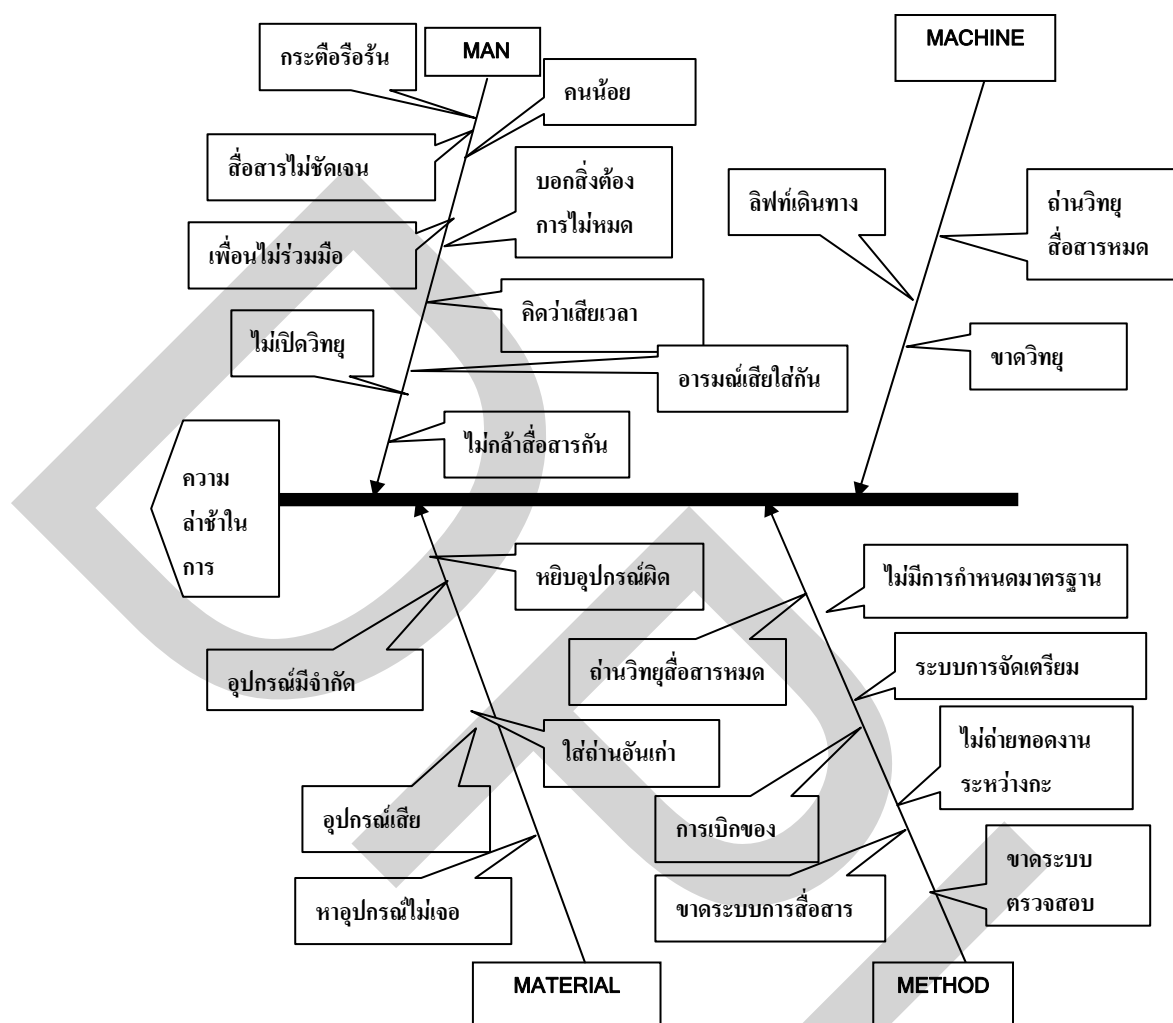 MAN
MACHINE
กระตือรือร้น
คนน้อย
สื่อสารไม่ชัดเจน
บอกสิ่งต้อง
การไม่หมด
ลิฟท์เดินทาง
ถ่านวิทยุ
สื่อสารหมด
เพื่อนไม่ร่วมมือ
คิดว่าเสียเวลา
ไม่เปิดวิทยุ
ขาดวิทยุ
อารมณ์เสียใส่กัน
ไม่กล้าสื่อสารกัน
ความ
ล่าช้าใน
การ
หยิบอุปกรณ์ผิด
ไม่มีการกำหนดมาตรฐาน
อุปกรณ์มีจำกัด
ถ่านวิทยุสื่อสารหมด
ระบบการจัดเตรียม
ใส่ถ่านอันเก่า
ไม่ถ่ายทอดงาน
ระหว่างกะ
อุปกรณ์เสีย
การเบิกของ
ขาดระบบ
ตรวจสอบ
หาอุปกรณ์ไม่เจอ
ขาดระบบการสื่อสาร
MATERIAL
METHOD